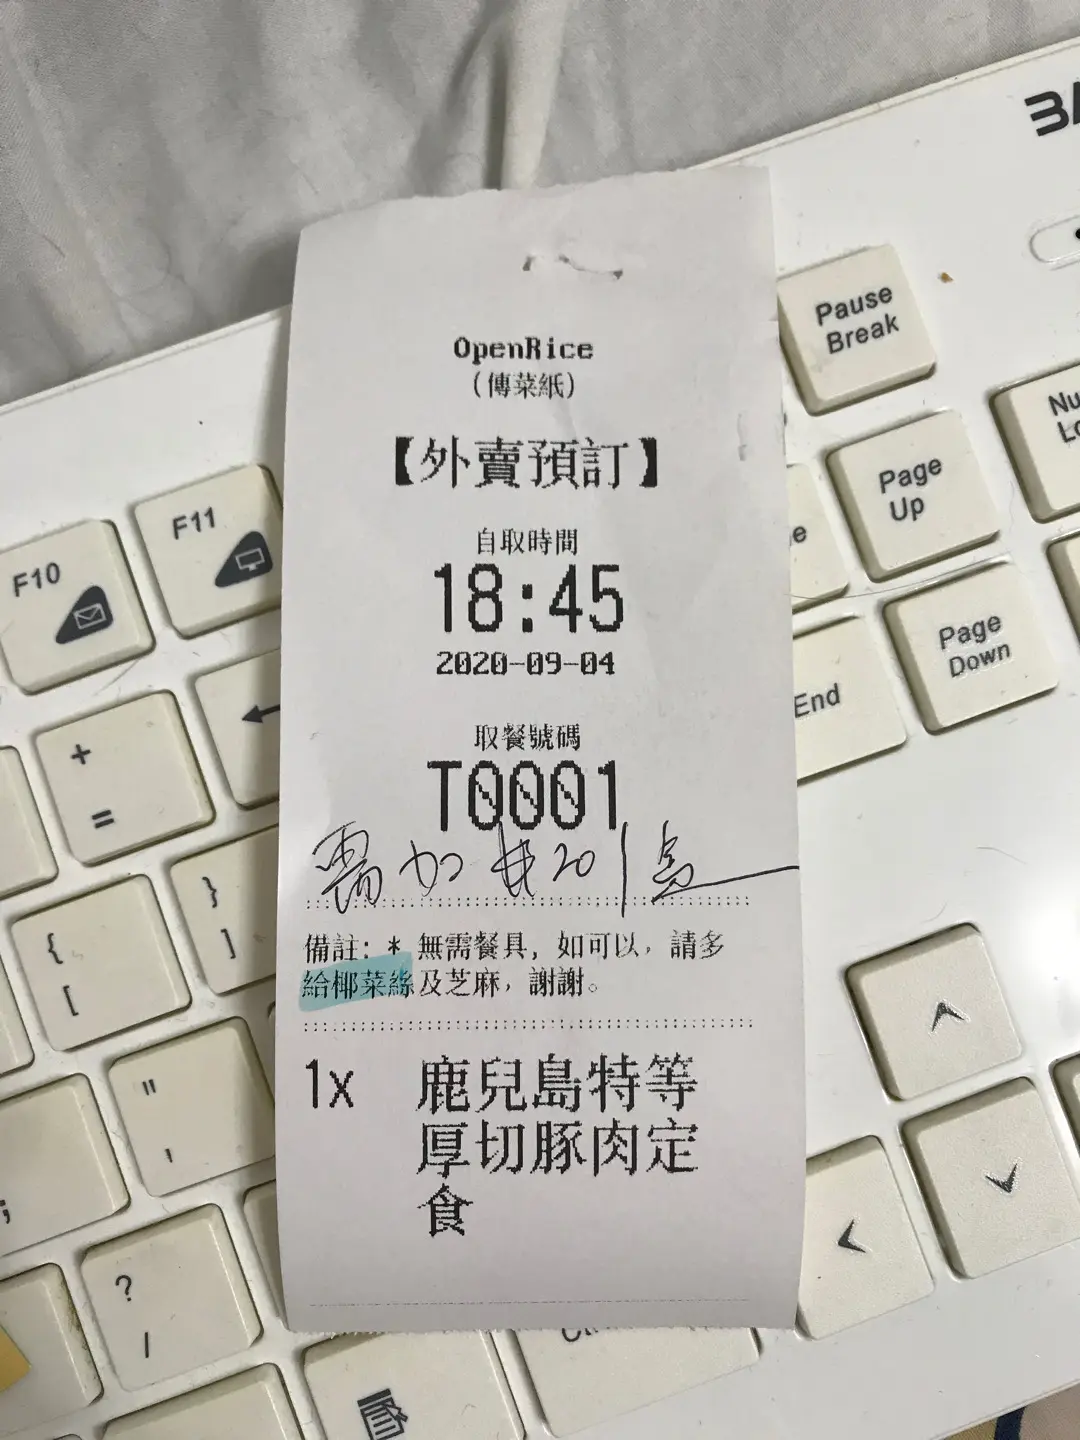 OpenRice
(傳菜紙)
【外賣預訂】
自取時間
18:45
2020-09-04
取餐號碼
T0001
需加 $20 1盒
備註: * 無需餐具, 如可以, 請多
給椰菜絲及芝麻, 謝謝。
1x 鹿兒島特等
厚切豚肉定
食
Pause
Break
Page
Up
Page
Down
End
F10
F11
+
=
{
[
}
]
"
'
;
?
/